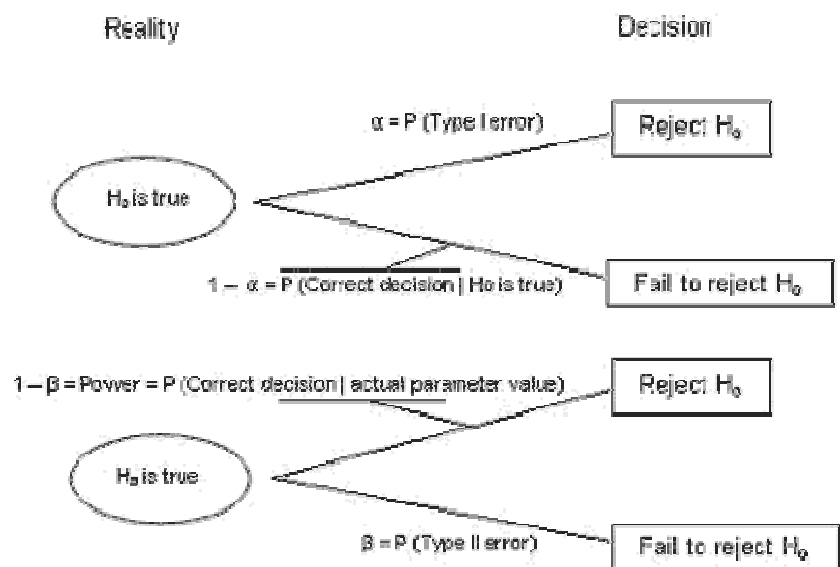 Reality Decision
α = P (Type I error)
Reject H₀
H₀ is true
1 – α = P (Correct decision | Ho is true)
Fail to reject H₀
1 – β = Power = P (Correct decision | actual parameter value)
Reject H₀
Hₐ is true
β = P (Type II error)
Fail to reject H₀